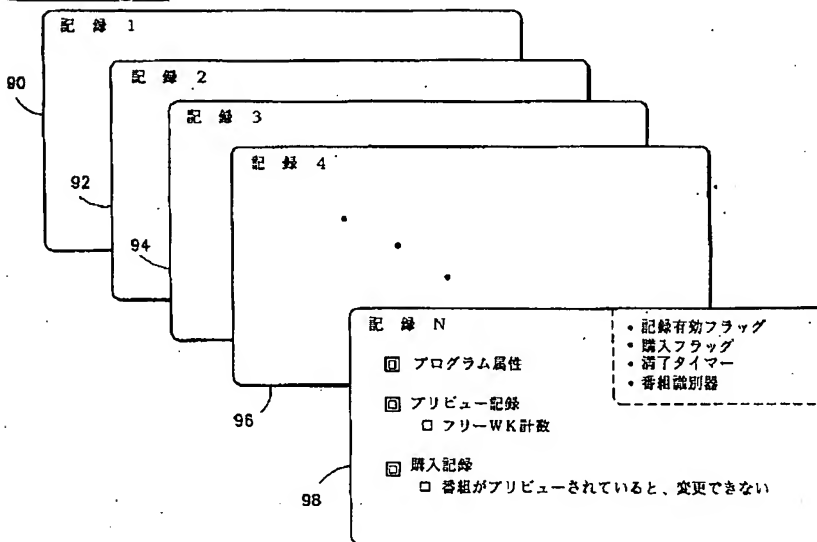 記録 1
90
記録 2
記録 3
記録 4
92
94
96
記録 N
・記録有効フラッグ
・購入フラッグ
・満了タイマー
・番組識別器
回 プログラム属性
回 プリビュー記録
□ フリーWK計数
回 購入記録
□ 番組がプリビューされていると、変更できない
98